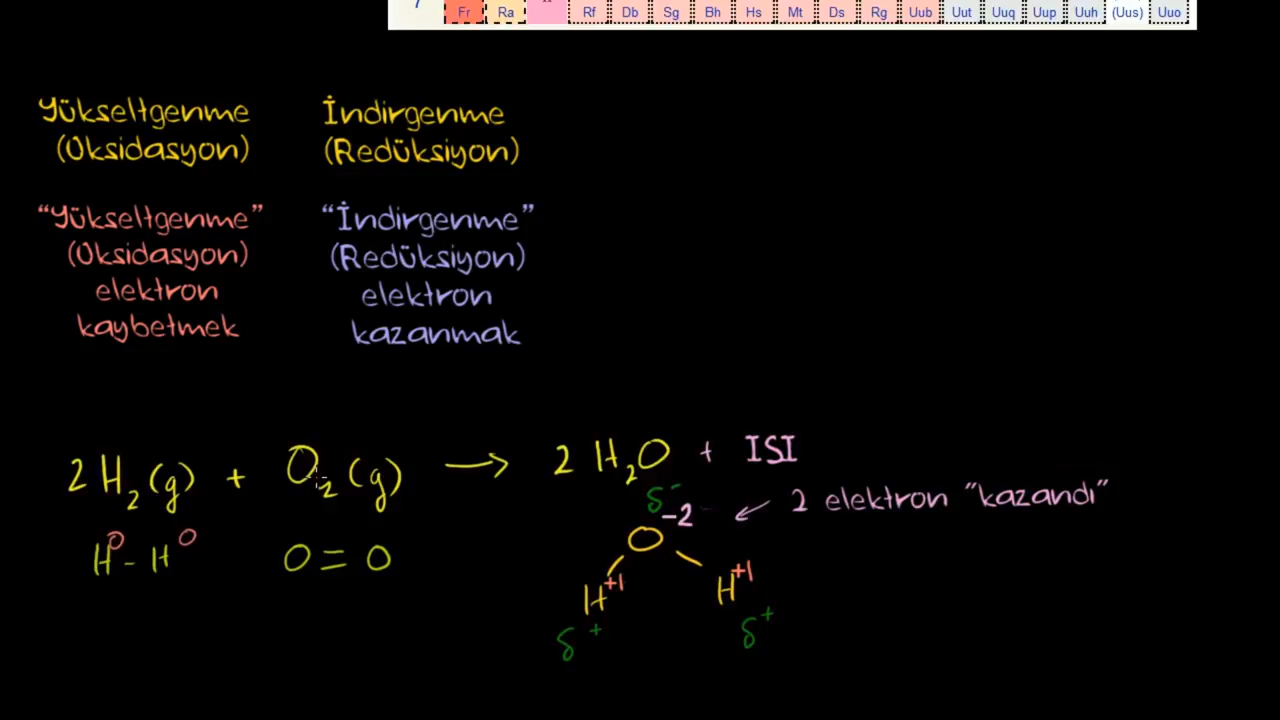 7 Fr Ra ** Rf Db Sg Bh Hs Mt Ds Rg Uub Uut Uuq Uup Uuh (Uus) Uuo
Yükseltgenme
(Oksidasyon)
İndirgenme
(Redüksiyon)
"Yükseltgenme"
(Oksidasyon)
elektron
kaybetmek
"İndirgenme"
(Redüksiyon)
elektron
kazanmak
2 H₂(g) + O₂(g) → 2 H₂O + ISI
H⁰ - H⁰
O = O
δ⁻
O⁻² ← 2 elektron "kazandı"
H⁺¹ H⁺¹
δ⁺ δ⁺